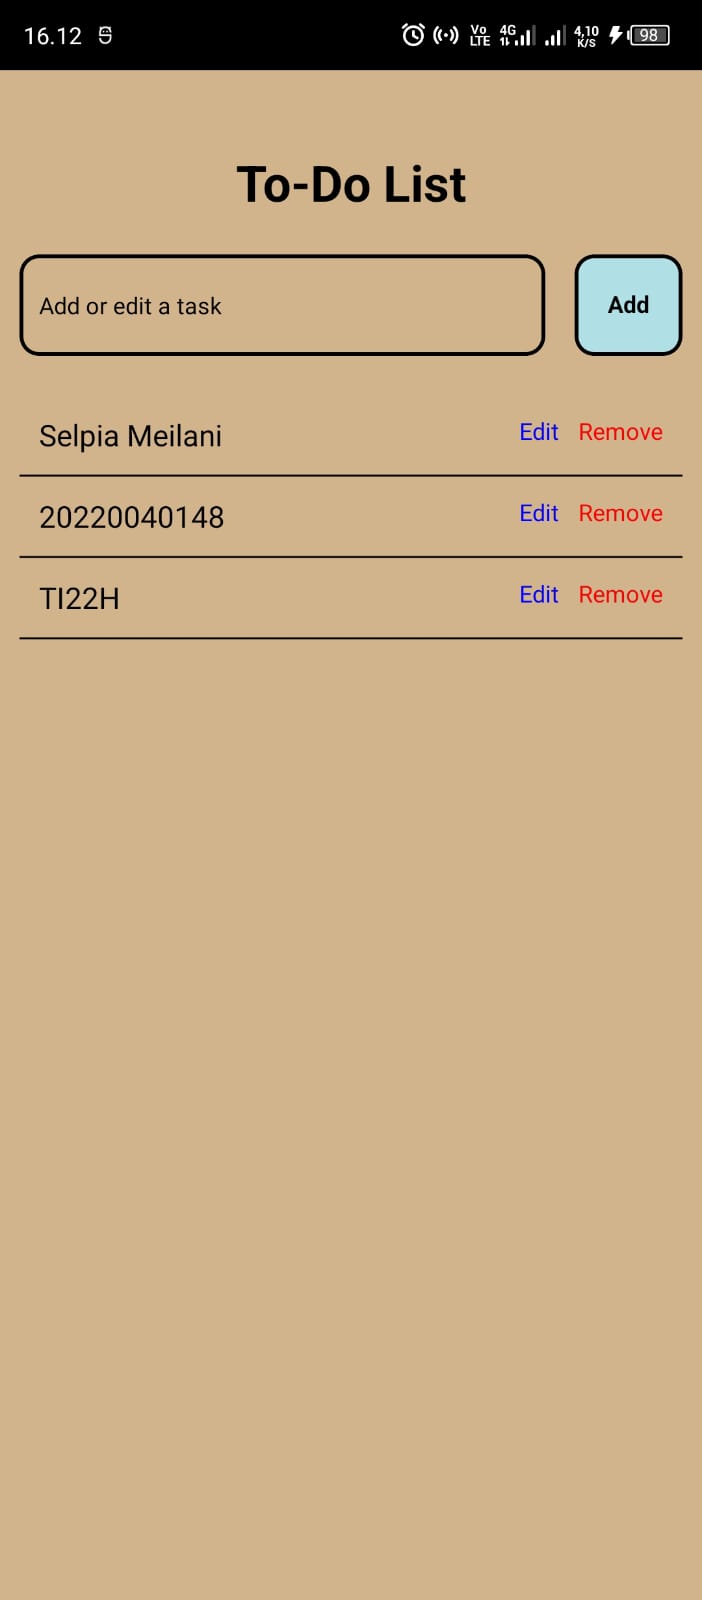 16.12
Vo LTE 4G 4,10 K/S 98
To-Do List
Add or edit a task
Add
Selpia Meilani Edit Remove
20220040148 Edit Remove
TI22H Edit Remove